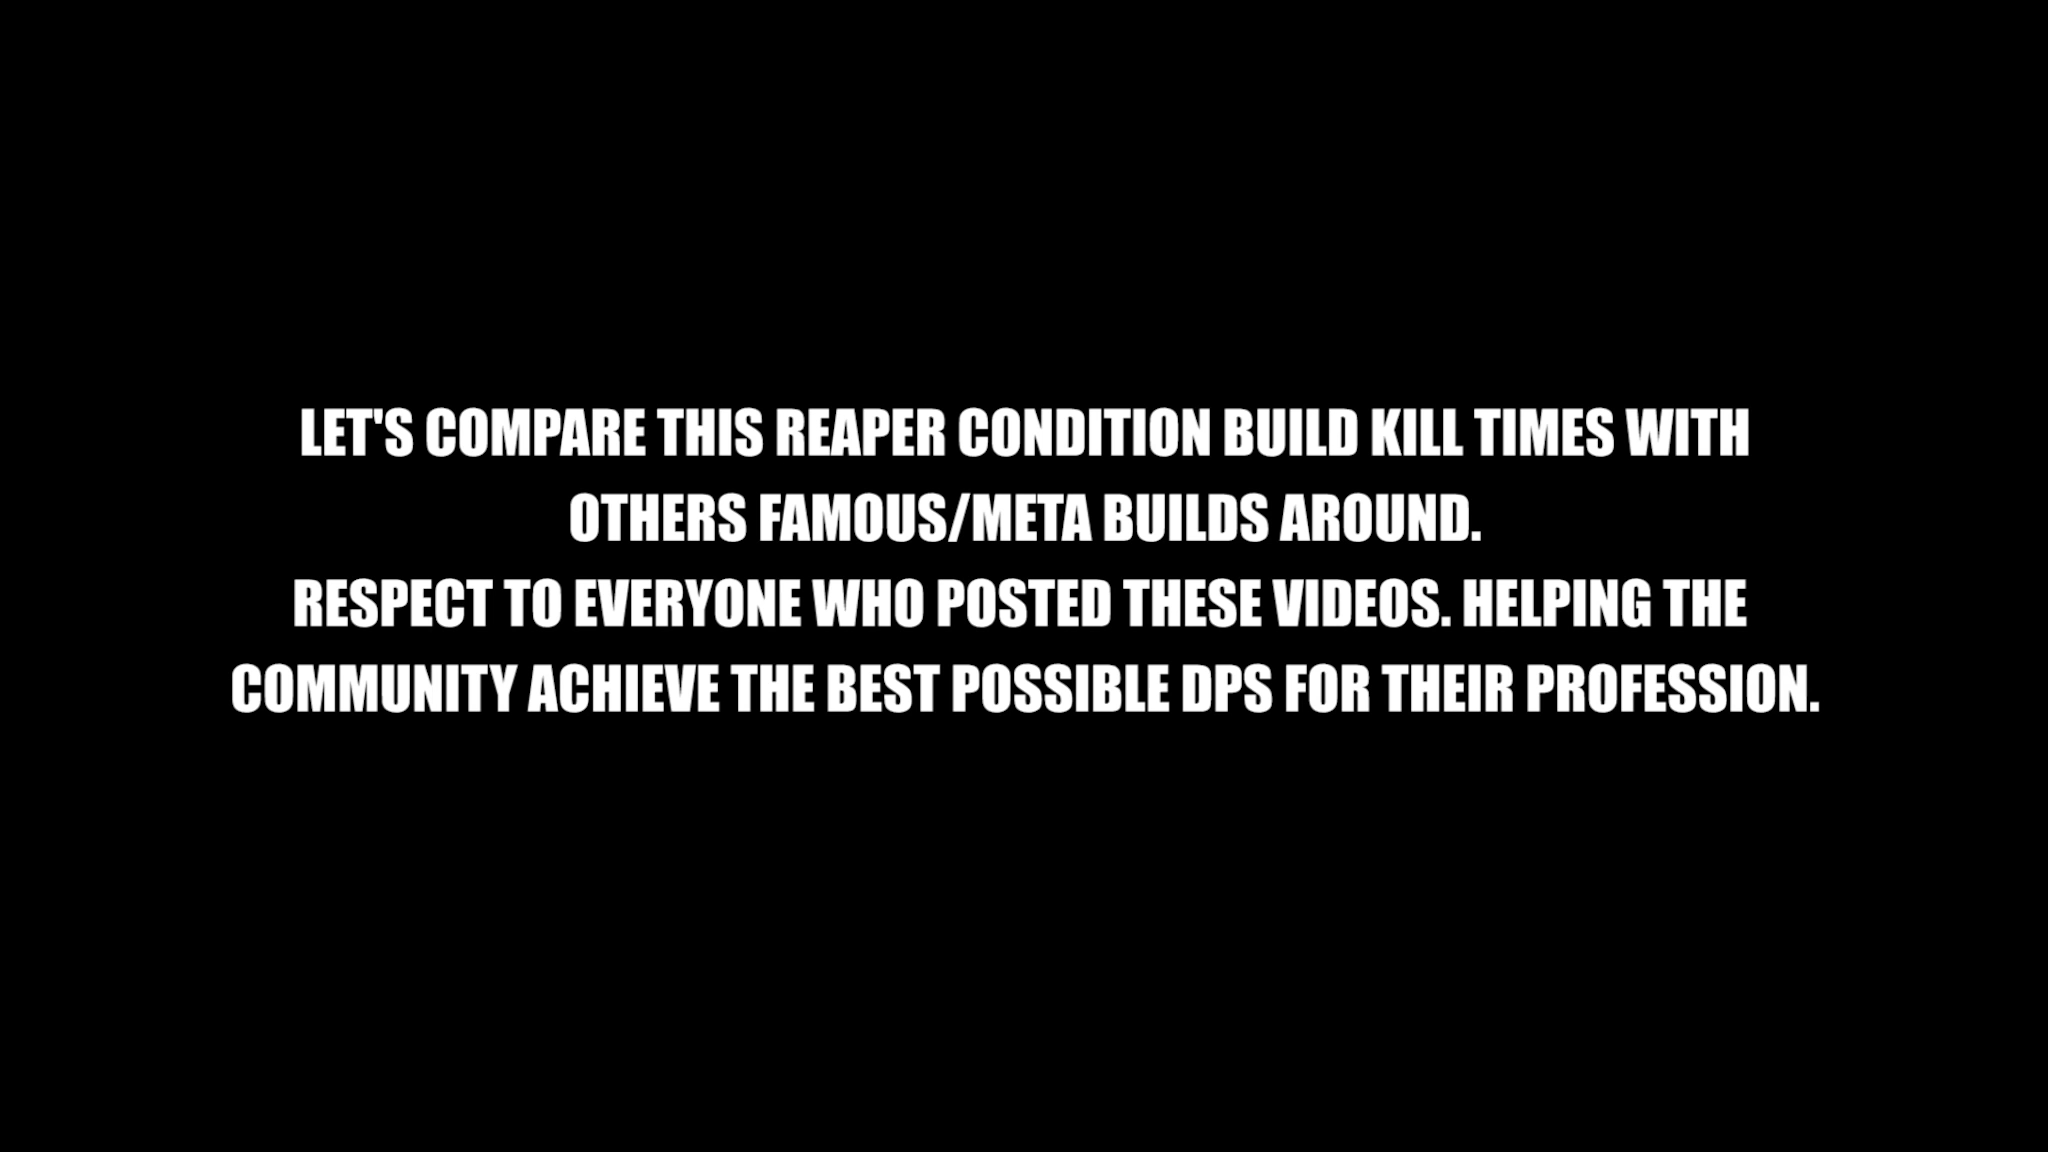 LET'S COMPARE THIS REAPER CONDITION BUILD KILL TIMES WITH
OTHERS FAMOUS/META BUILDS AROUND.
RESPECT TO EVERYONE WHO POSTED THESE VIDEOS. HELPING THE
COMMUNITY ACHIEVE THE BEST POSSIBLE DPS FOR THEIR PROFESSION.